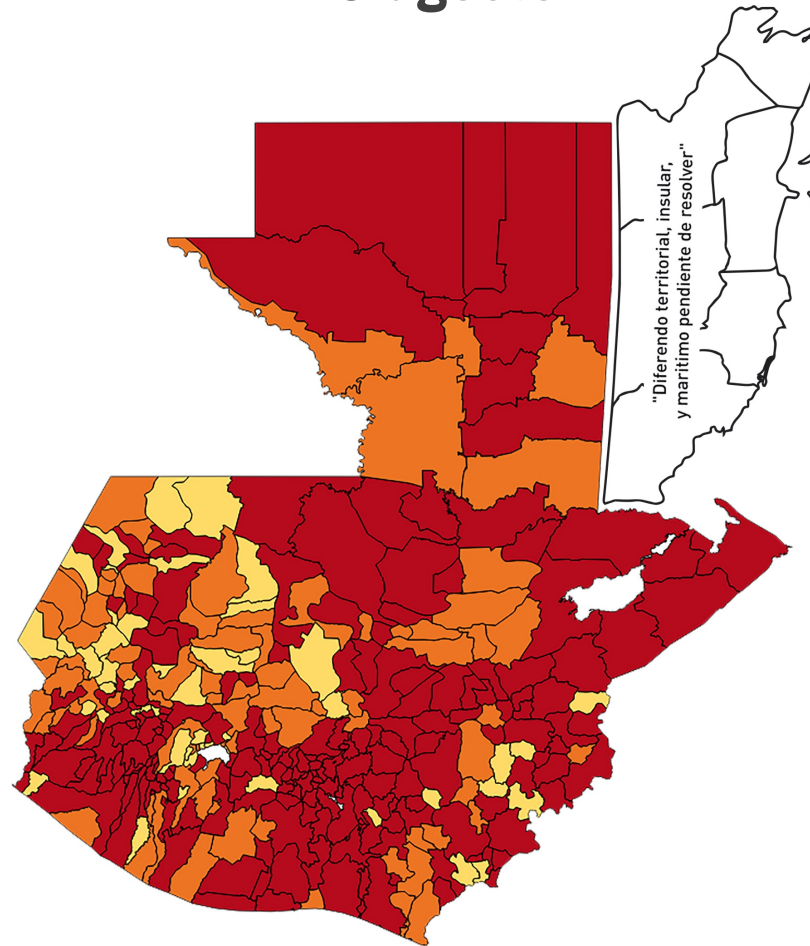 "Diferendo territorial, insular,
y marítimo pendiente de resolver"